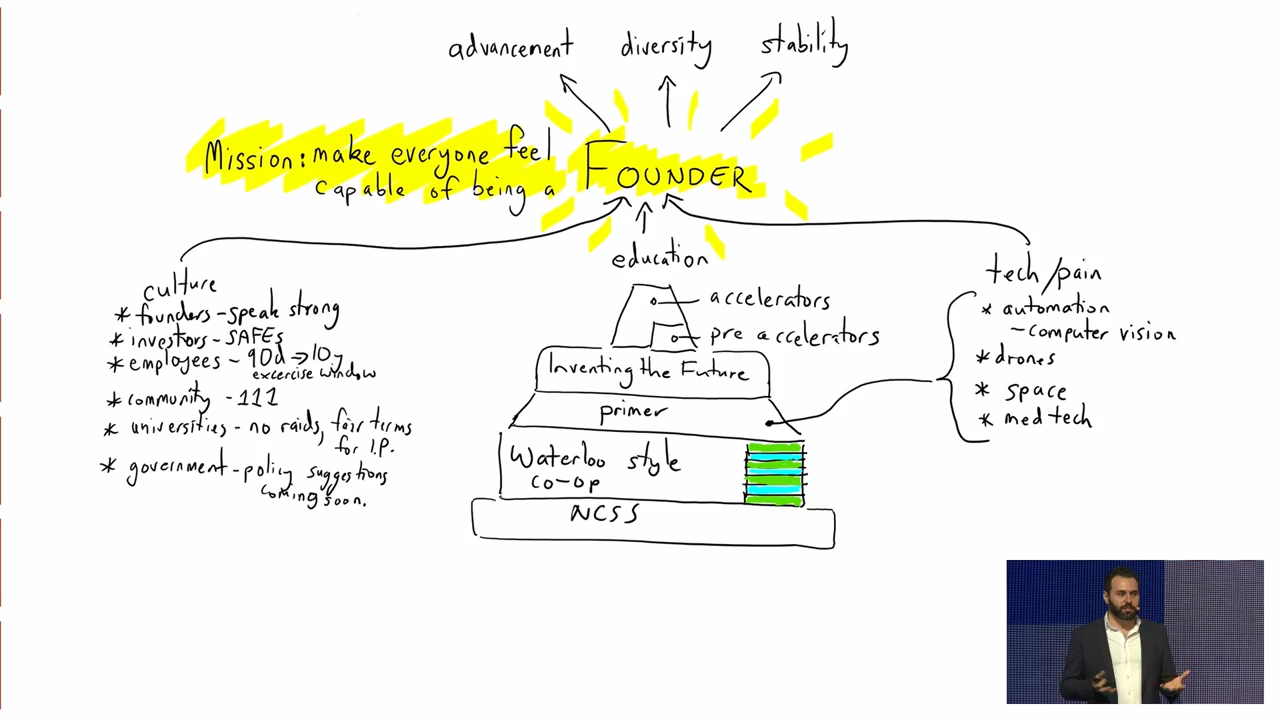 advancement diversity stability
Mission: make everyone feel
capable of being a FOUNDER
education
culture
* founders - speak strong
* investors - SAFEs
* employees - 90d => 10y
excercise window
* community - 111
* universities - no raids, fair terms
for I.P.
* government - policy suggestions
coming soon.
accelerators
pre accelerators
Inventing the Future
primer
Waterloo style
co-op
NCSS
tech/pain
* automation
- computer vision
* drones
* space
* med tech